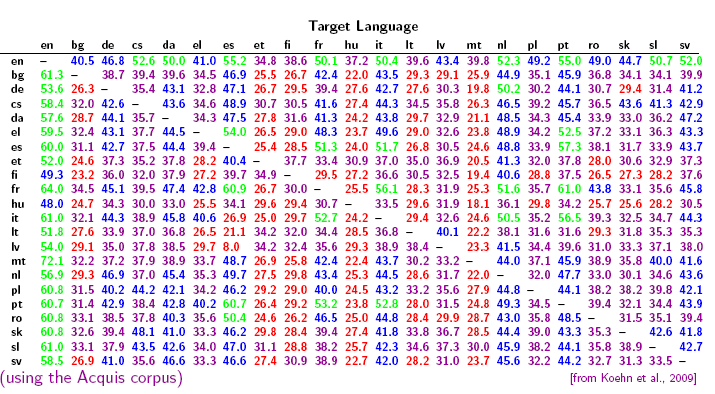 Target Language
en bg de cs da el es et fi fr hu it lt lv mt nl pl pt ro sk sl sv
en – 40.5 46.8 52.6 50.0 41.0 55.2 34.8 38.6 50.1 37.2 50.4 39.6 43.4 39.8 52.3 49.2 55.0 49.0 44.7 50.7 52.0
bg 61.3 – 38.7 39.4 39.6 34.5 46.9 25.5 26.7 42.4 22.0 43.5 29.3 29.1 25.9 44.9 35.1 45.9 36.8 34.1 34.1 39.9
de 53.6 26.3 – 35.4 43.1 32.8 47.1 26.7 29.5 39.4 27.6 42.7 27.6 30.3 19.8 50.2 30.2 44.1 30.7 29.4 31.4 41.2
cs 58.4 32.0 42.6 – 43.6 34.6 48.9 30.7 30.5 41.6 27.4 44.3 34.5 35.8 26.3 46.5 39.2 45.7 36.5 43.6 41.3 42.9
da 57.6 28.7 44.1 35.7 – 34.3 47.5 27.8 31.6 41.3 24.2 43.8 29.7 32.9 21.1 48.5 34.3 45.4 33.9 33.0 36.2 47.2
el 59.5 32.4 43.1 37.7 44.5 – 54.0 26.5 29.0 48.3 23.7 49.6 29.0 32.6 23.8 48.9 34.2 52.5 37.2 33.1 36.3 43.3
es 60.0 31.1 42.7 37.5 44.4 39.4 – 25.4 28.5 51.3 24.0 51.7 26.8 30.5 24.6 48.8 33.9 57.3 38.1 31.7 33.9 43.7
et 52.0 24.6 37.3 35.2 37.8 28.2 40.4 – 37.7 33.4 30.9 37.0 35.0 36.9 20.5 41.3 32.0 37.8 28.0 30.6 32.9 37.3
fi 49.3 23.2 36.0 32.0 37.9 27.2 39.7 34.9 – 29.5 27.2 36.6 30.5 32.5 19.4 40.6 28.8 37.5 26.5 27.3 28.2 37.6
fr 64.0 34.5 45.1 39.5 47.4 42.8 60.9 26.7 30.0 – 25.5 56.1 28.3 31.9 25.3 51.6 35.7 61.0 43.8 33.1 35.6 45.8
hu 48.0 24.7 34.3 30.0 33.0 25.5 34.1 29.6 29.4 30.7 – 33.5 29.6 31.9 18.1 36.1 29.8 34.2 25.7 25.6 28.2 30.5
it 61.0 32.1 44.3 38.9 45.8 40.6 26.9 25.0 29.7 52.7 24.2 – 29.4 32.6 24.6 50.5 35.2 56.5 39.3 32.5 34.7 44.3
lt 51.8 27.6 33.9 37.0 36.8 26.5 21.1 34.2 32.0 34.4 28.5 36.8 – 40.1 22.2 38.1 31.6 31.6 29.3 31.8 35.3 35.3
lv 54.0 29.1 35.0 37.8 38.5 29.7 8.0 34.2 32.4 35.6 29.3 38.9 38.4 – 23.3 41.5 34.4 39.6 31.0 33.3 37.1 38.0
mt 72.1 32.2 37.2 37.9 38.9 33.7 48.7 26.9 25.8 42.4 22.4 43.7 30.2 33.2 – 44.0 37.1 45.9 38.9 35.8 40.0 41.6
nl 56.9 29.3 46.9 37.0 45.4 35.3 49.7 27.5 29.8 43.4 25.3 44.5 28.6 31.7 22.0 – 32.0 47.7 33.0 30.1 34.6 43.6
pl 60.8 31.5 40.2 44.2 42.1 34.2 46.2 29.2 29.0 40.0 24.5 43.2 33.2 35.6 27.9 44.8 – 44.1 38.2 38.2 39.8 42.1
pt 60.7 31.4 42.9 38.4 42.8 40.2 60.7 26.4 29.2 53.2 23.8 52.8 28.0 31.5 24.8 49.3 34.5 – 39.4 32.1 34.4 43.9
ro 60.8 33.1 38.5 37.8 40.3 35.6 50.4 24.6 26.2 46.5 25.0 44.8 28.4 29.9 28.7 43.0 35.8 48.5 – 31.5 35.1 39.4
sk 60.8 32.6 39.4 48.1 41.0 33.3 46.2 29.8 28.4 39.4 27.4 41.8 33.8 36.7 28.5 44.4 39.0 43.3 35.3 – 42.6 41.8
sl 61.0 33.1 37.9 43.5 42.6 34.0 47.0 31.1 28.8 38.2 25.7 42.3 34.6 37.3 30.0 45.9 38.2 44.1 35.8 38.9 – 42.7
sv 58.5 26.9 41.0 35.6 46.6 33.3 46.6 27.4 30.9 38.9 22.7 42.0 28.2 31.0 23.7 45.6 32.2 44.2 32.7 31.3 33.5 –
(using the Acquis corpus) [from Koehn et al., 2009]